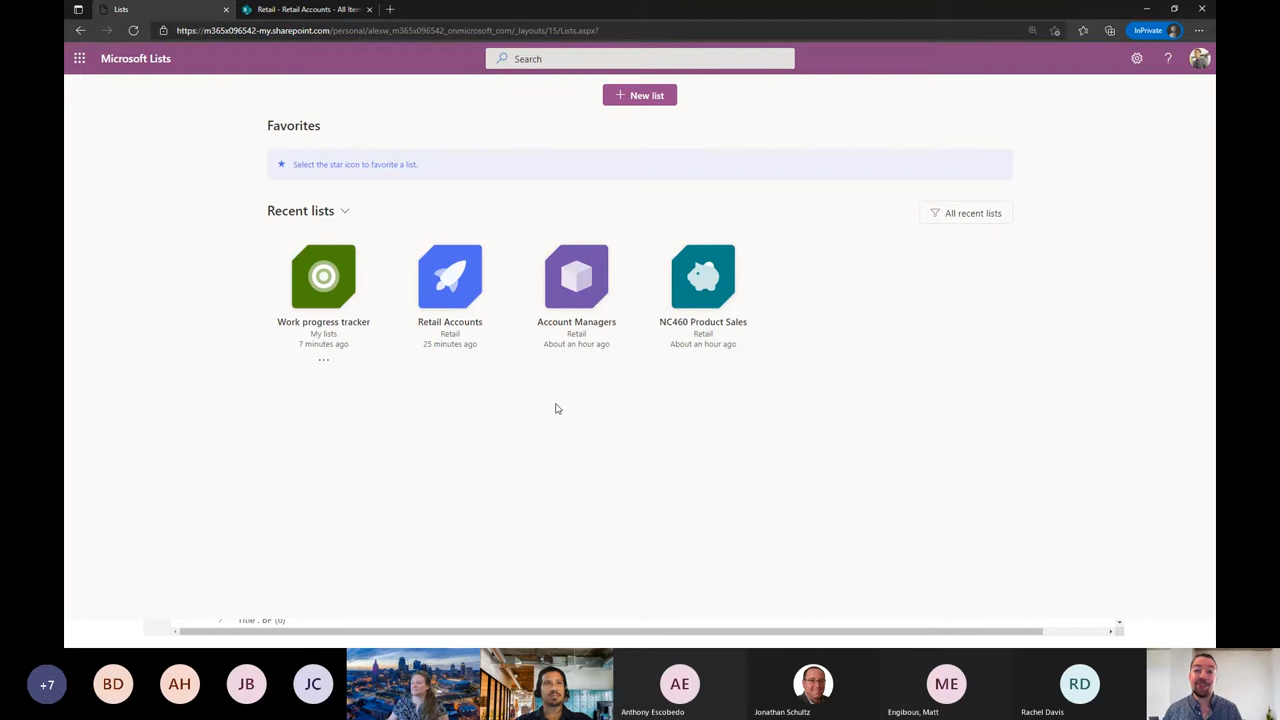 Lists
Retail - Retail Accounts - All Item
https://m365x096542-my.sharepoint.com/personal/alexw_m365x096542_onmicrosoft_com/_layouts/15/Lists.aspx?
InPrivate
Microsoft Lists
Search
?
+ New list
Favorites
Select the star icon to favorite a list.
Recent lists
All recent lists
Work progress tracker
My lists
7 minutes ago
...
Retail Accounts
Retail
25 minutes ago
Account Managers
Retail
About an hour ago
NC460 Product Sales
Retail
About an hour ago
Title : BP (6)
+7
BD
AH
JB
JC
AE
Anthony Escobedo
Jonathan Schultz
ME
Engibous, Matt
RD
Rachel Davis